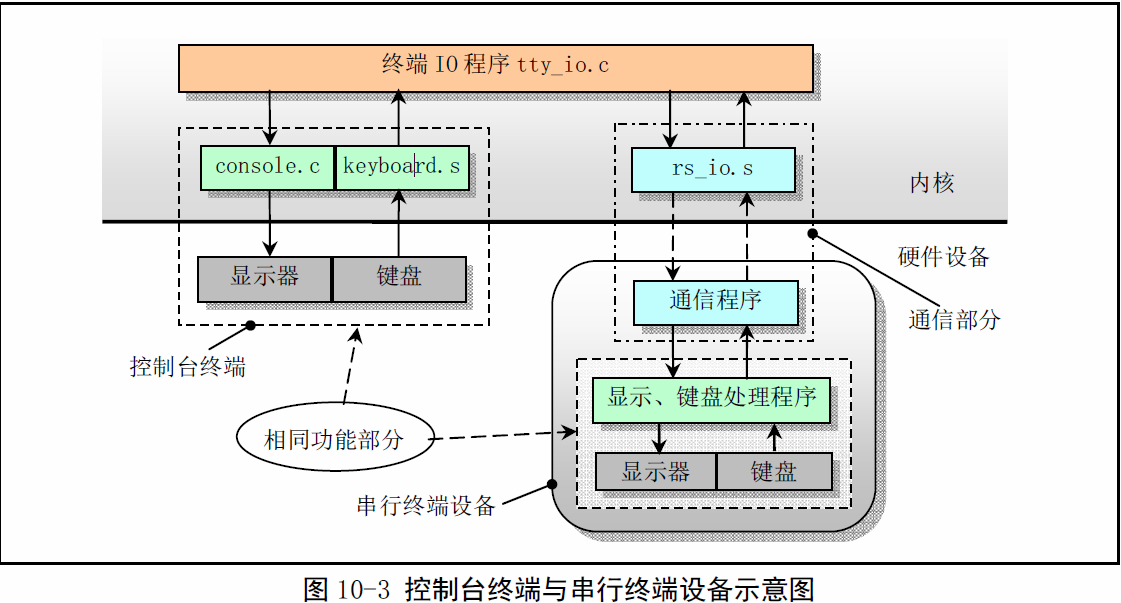 终端 IO 程序 tty_io.c
console.c
keyboard.s
rs_io.s
内核
显示器
键盘
硬件设备
通信程序
通信部分
控制台终端
显示、键盘处理程序
相同功能部分
显示器
键盘
串行终端设备
图 10-3 控制台终端与串行终端设备示意图